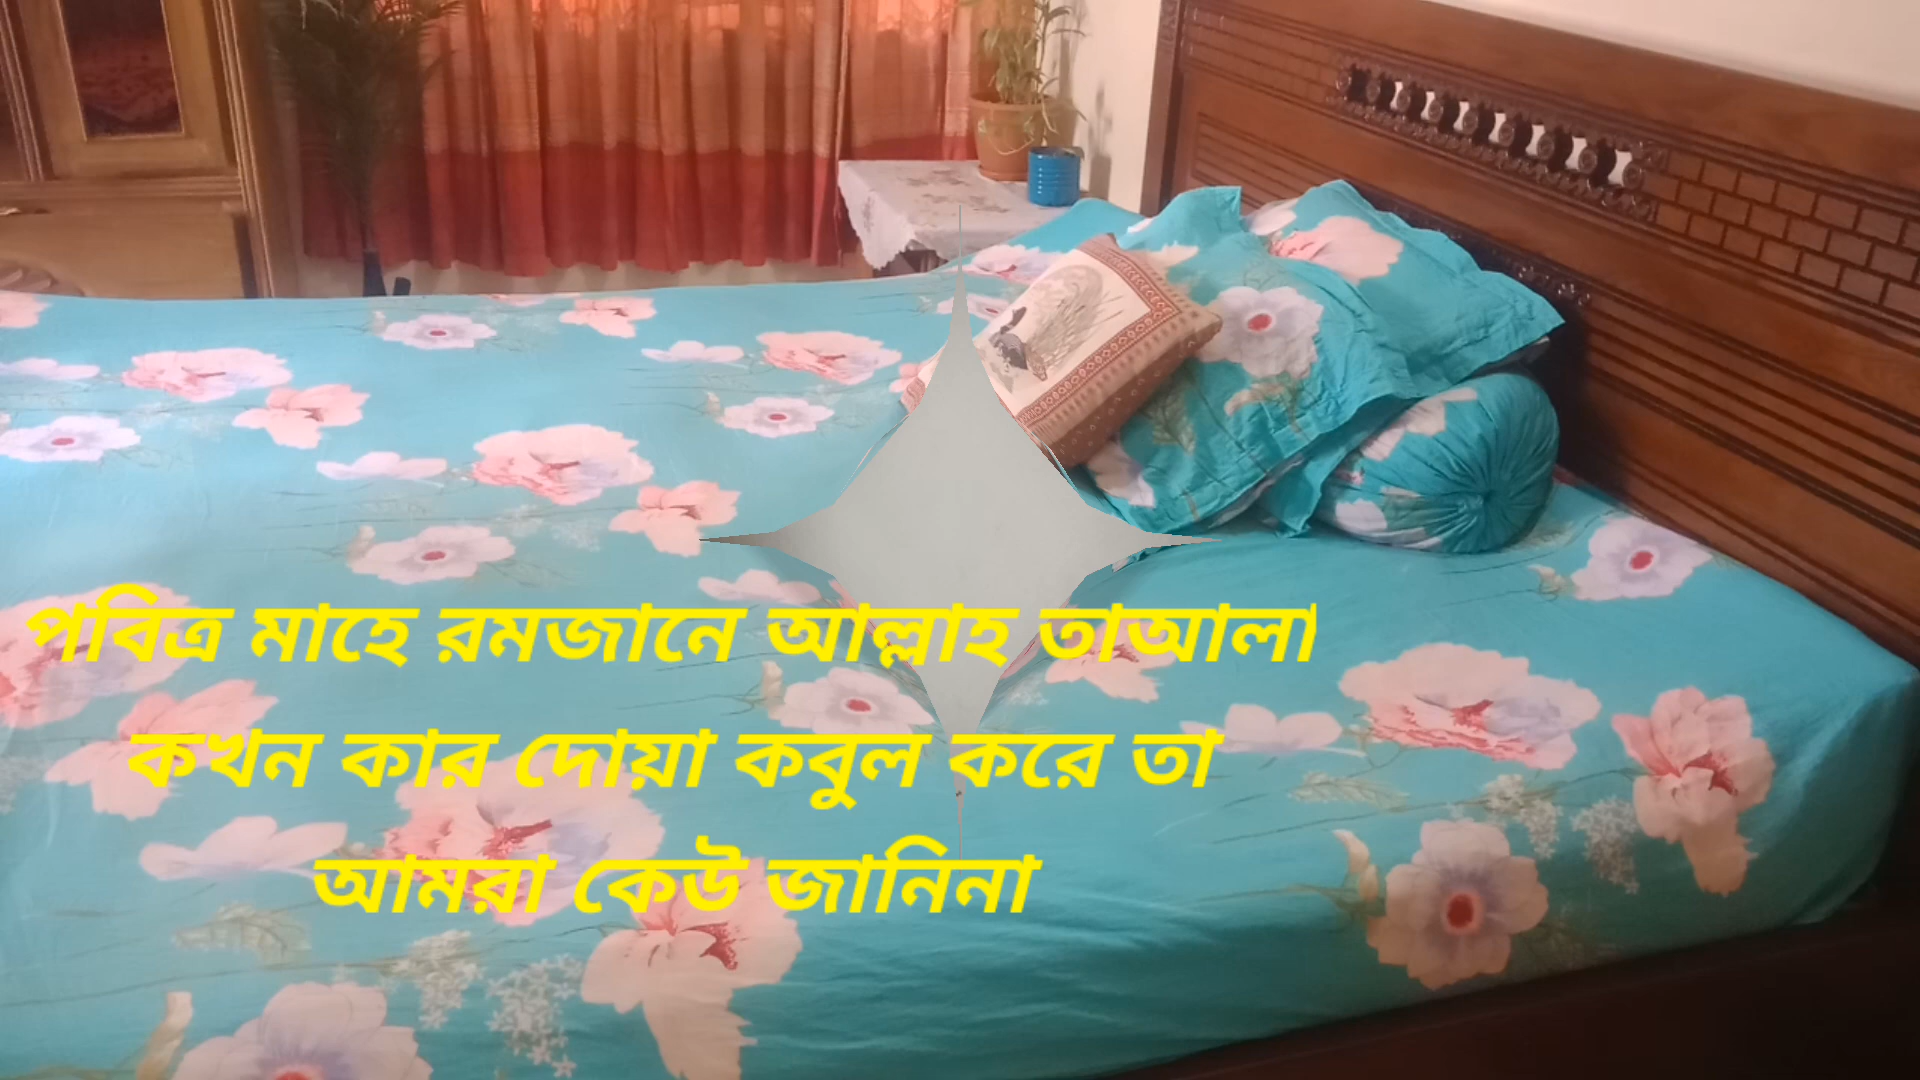 পবিত্র মাহে রমজানে আল্লাহ তাআলা
কখন কার দোয়া কবুল করে তা
আমরা কেউ জানিনা